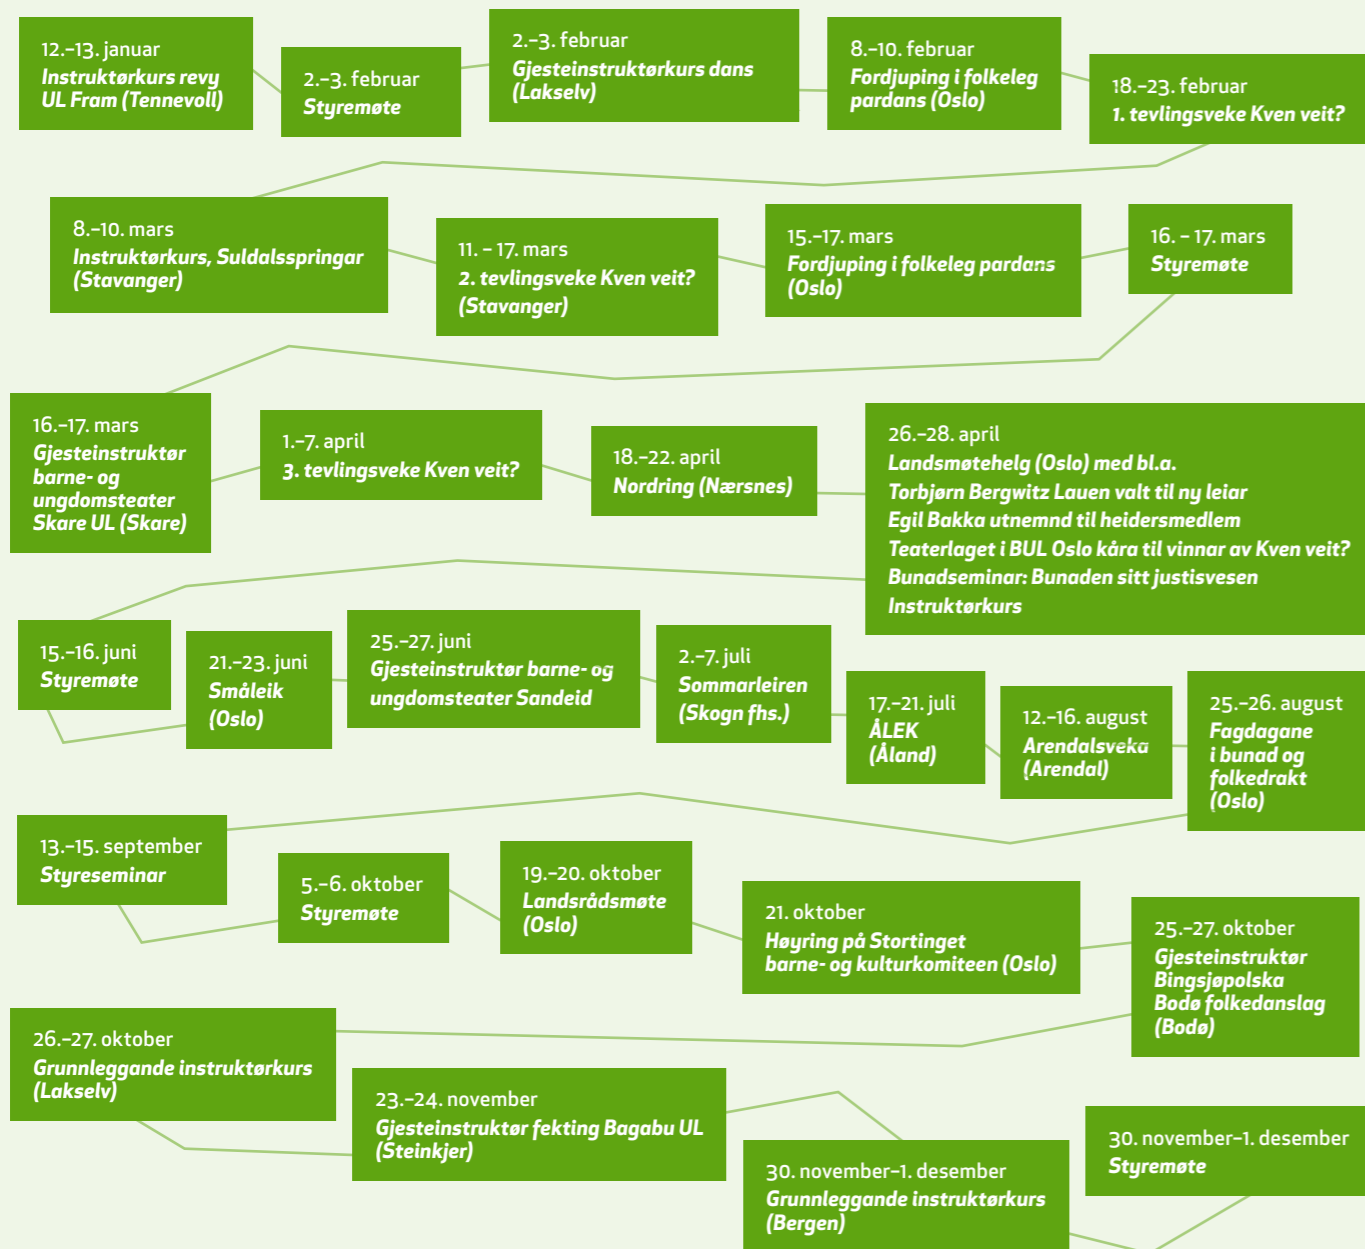 12.–13. januar
Instruktørkurs revy
UL Fram (Tennevoll)
2.–3. februar
Styremøte
2.–3. februar
Gjesteinstruktørkurs dans
(Lakselv)
8.–10. februar
Fordjuping i folkeleg
pardans (Oslo)
18.–23. februar
1. tevlingsveke Kven veit?
8.–10. mars
Instruktørkurs, Suldalsspringar
(Stavanger)
11. – 17. mars
2. tevlingsveke Kven veit?
(Stavanger)
15.–17. mars
Fordjuping i folkeleg pardans
(Oslo)
16. – 17. mars
Styremøte
16.–17. mars
Gjesteinstruktør
barne- og
ungdomsteater
Skare UL (Skare)
1.–7. april
3. tevlingsveke Kven veit?
18.–22. april
Nordring (Nærsnes)
26.–28. april
Landsmøtehelg (Oslo) med bl.a.
Torbjørn Bergwitz Lauen valt til ny leiar
Egil Bakka utnemnd til heidersmedlem
Teaterlaget i BUL Oslo kåra til vinnar av Kven veit?
Bunadseminar: Bunaden sitt justisvesen
Instruktørkurs
15.–16. juni
Styremøte
21.–23. juni
Småleik
(Oslo)
25.–27. juni
Gjesteinstruktør barne- og
ungdomsteater Sandeid
2.–7. juli
Sommarleiren
(Skogn fhs.)
17.–21. juli
ÅLEK
(Åland)
12.–16. august
Arendalsveka
(Arendal)
25.–26. august
Fagdagane
i bunad og
folkedrakt
(Oslo)
13.–15. september
Styreseminar
5.–6. oktober
Styremøte
19.–20. oktober
Landsrådsmøte
(Oslo)
21. oktober
Høyring på Stortinget
barne- og kulturkomiteen (Oslo)
25.–27. oktober
Gjesteinstruktør
Bingsjøpolska
Bodø folkedanslag
(Bodø)
26.–27. oktober
Grunnleggande instruktørkurs
(Lakselv)
23.–24. november
Gjesteinstruktør fekting Bagabu UL
(Steinkjer)
30. november–1. desember
Grunnleggande instruktørkurs
(Bergen)
30. november–1. desember
Styremøte